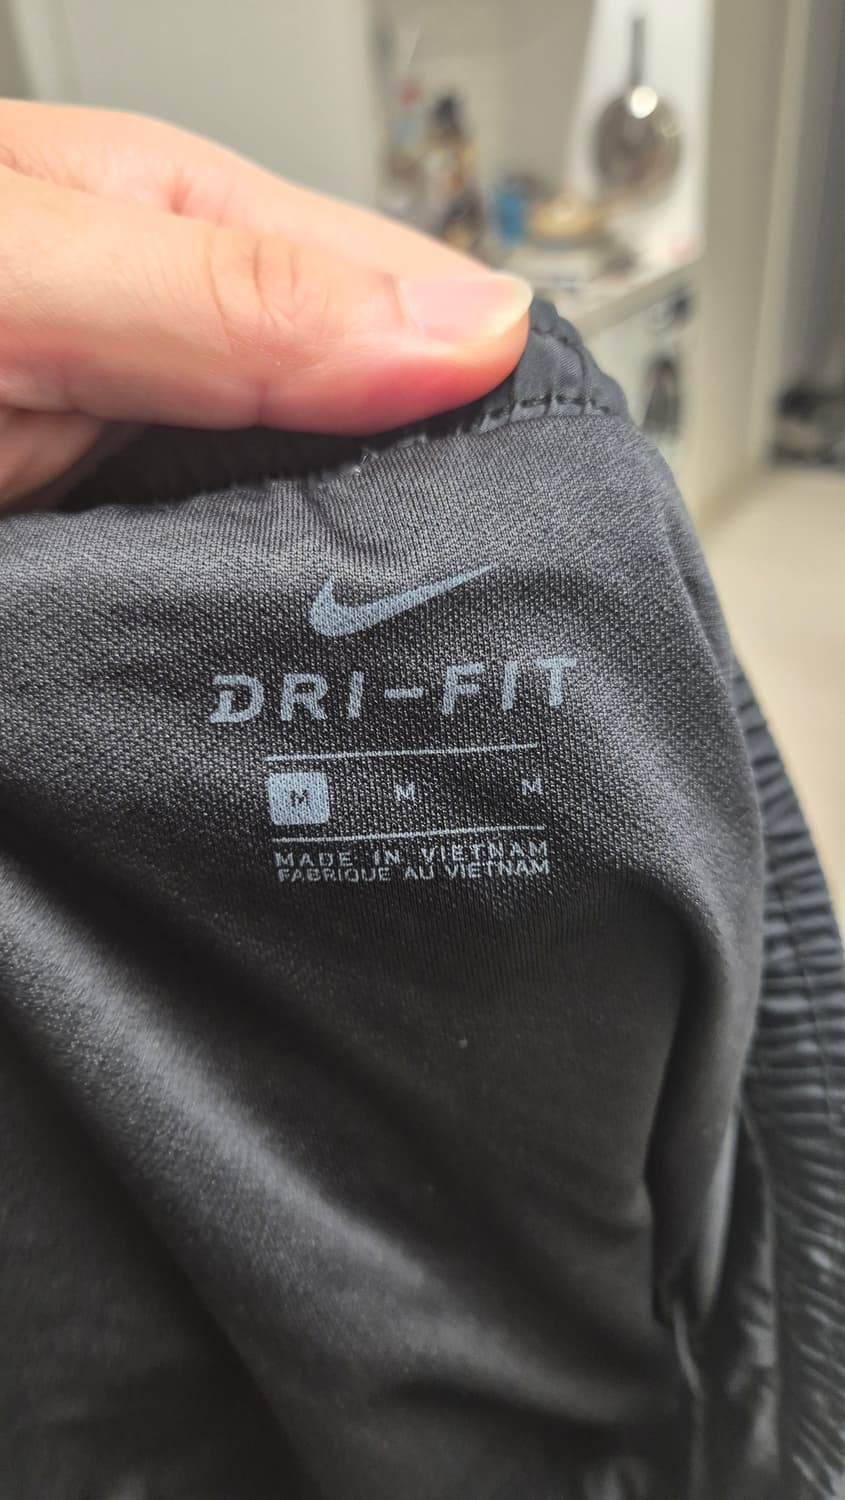 DRI-FIT
M M M
MADE IN VIETNAM
FABRIQUE AU VIETNAM